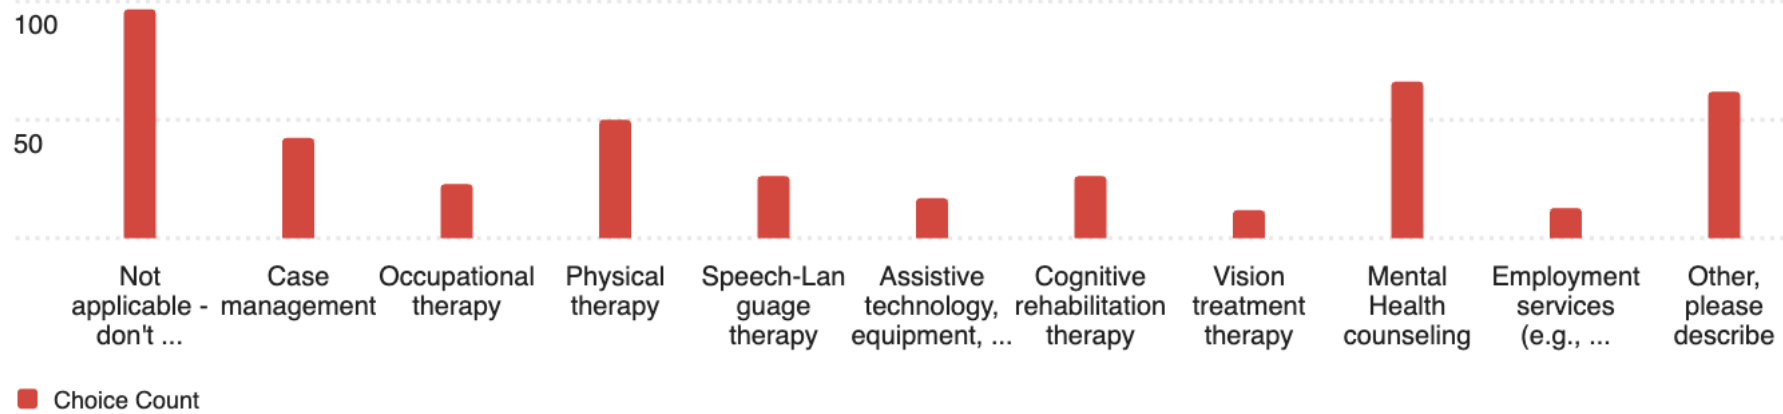 100
50
Not
applicable -
don't ...
Case
management
Occupational
therapy
Physical
therapy
Speech-Lan
guage
therapy
Assistive
technology,
equipment, ...
Cognitive
rehabilitation
therapy
Vision
treatment
therapy
Mental
Health
counseling
Employment
services
(e.g., ...
Other,
please
describe
Choice Count